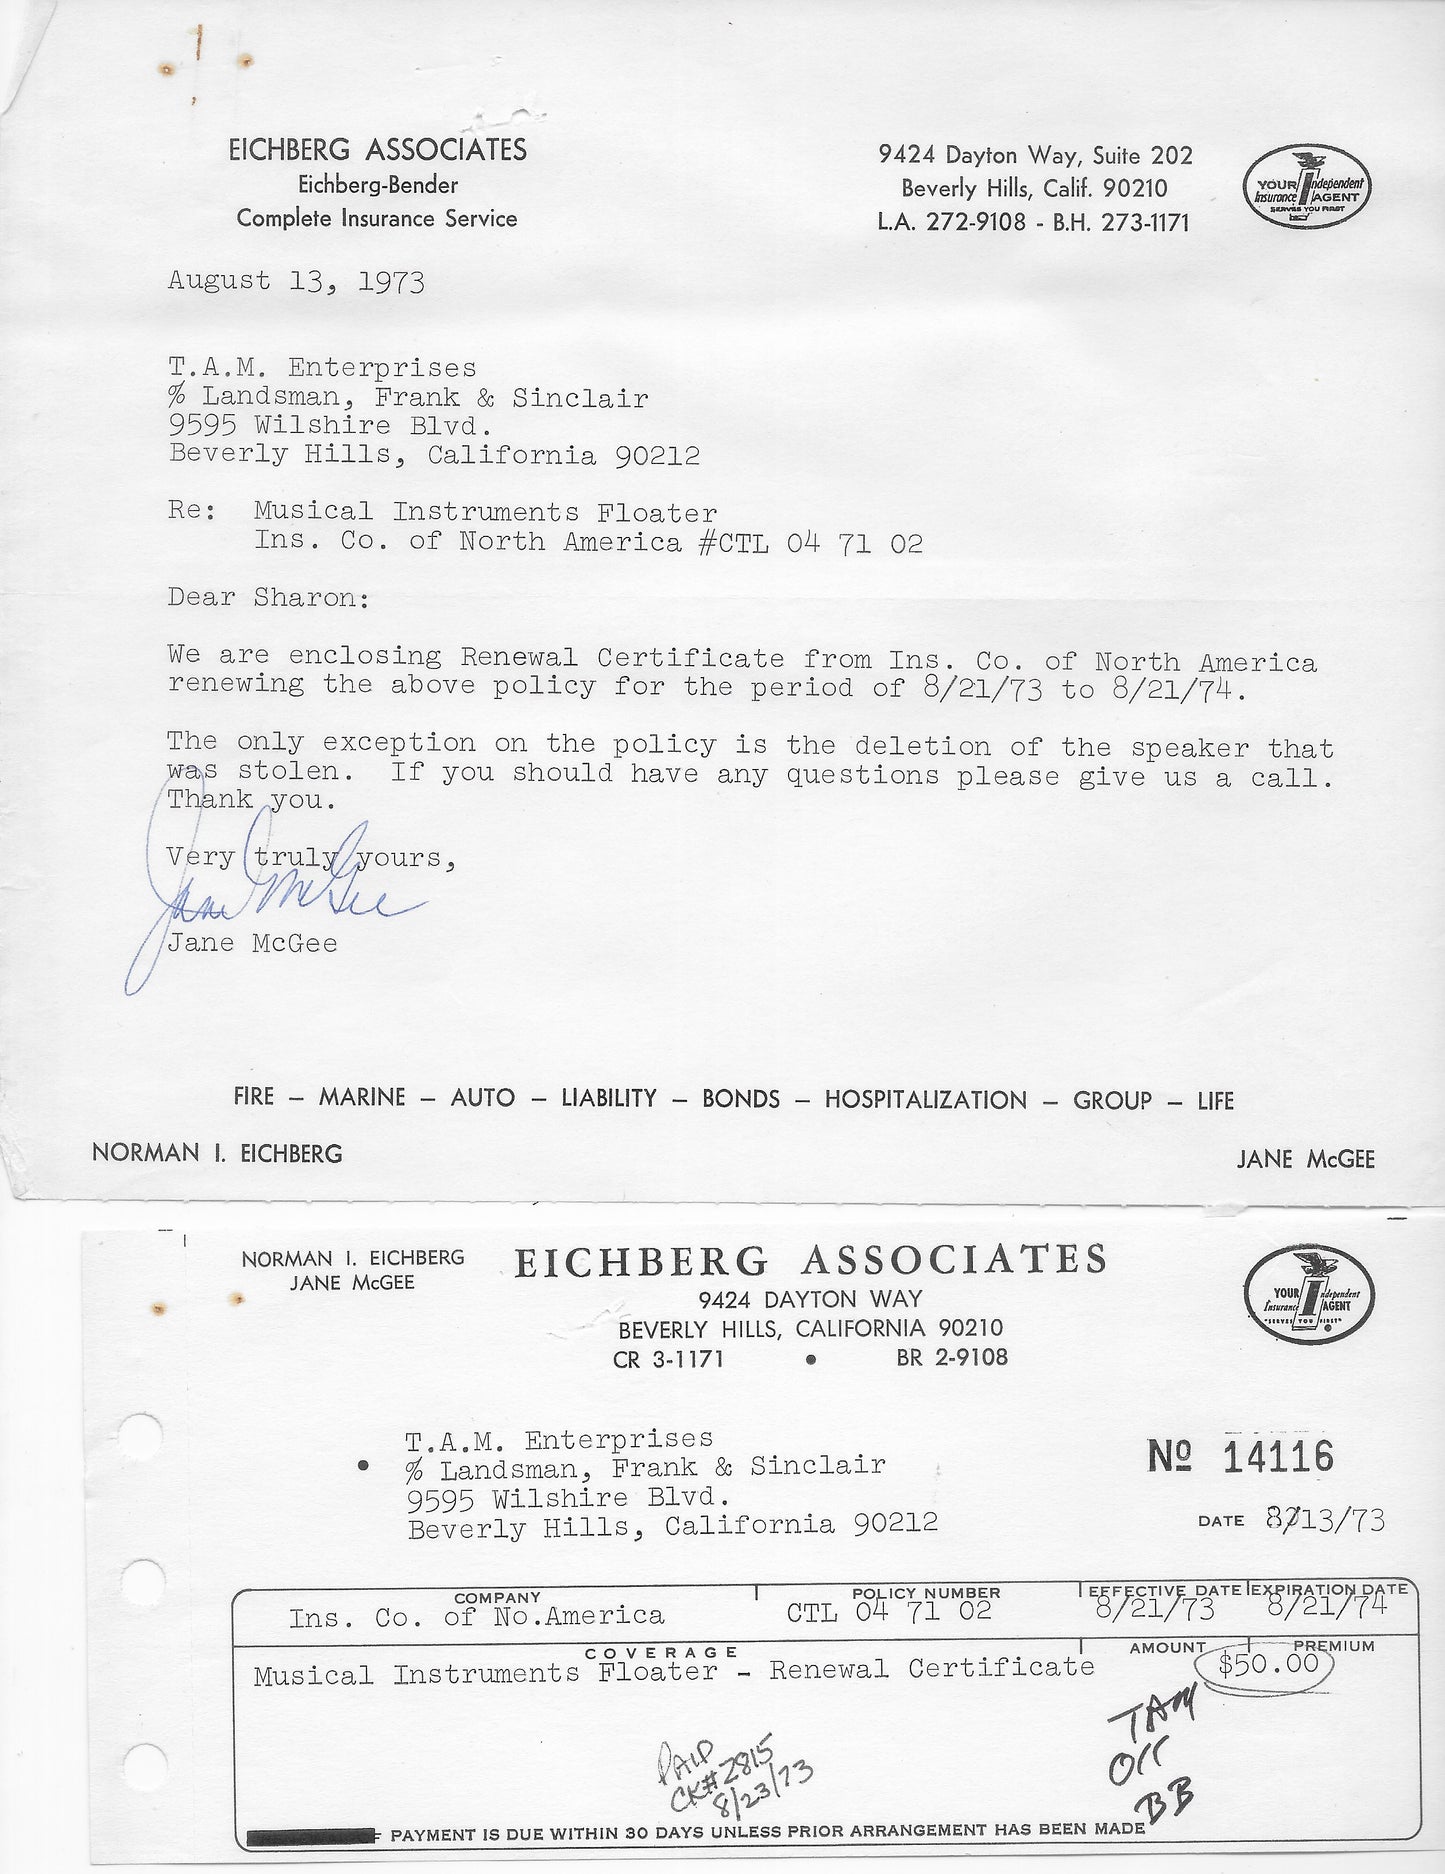 EICHBERG ASSOCIATES
Eichberg-Bender
Complete Insurance Service
9424 Dayton Way, Suite 202
Beverly Hills, Calif. 90210
L.A. 272-9108 - B.H. 273-1171
YOUR Independent
Insurance AGENT
SERVES YOU FIRST
August 13, 1973
T.A.M. Enterprises
% Landsman, Frank & Sinclair
9595 Wilshire Blvd.
Beverly Hills, California 90212
Re: Musical Instruments Floater
Ins. Co. of North America #CTL 04 71 02
Dear Sharon:
We are enclosing Renewal Certificate from Ins. Co. of North America
renewing the above policy for the period of 8/21/73 to 8/21/74.
The only exception on the policy is the deletion of the speaker that
was stolen. If you should have any questions please give us a call.
Thank you.
Very truly yours,
Jane McGee
Jane McGee
FIRE — MARINE — AUTO — LIABILITY — BONDS — HOSPITALIZATION — GROUP — LIFE
NORMAN I. EICHBERG JANE McGEE
NORMAN I. EICHBERG
JANE McGEE
EICHBERG ASSOCIATES
9424 DAYTON WAY
BEVERLY HILLS, CALIFORNIA 90210
CR 3-1171 • BR 2-9108
YOUR Independent
Insurance AGENT
"SERVES YOU FIRST"
T.A.M. Enterprises
• % Landsman, Frank & Sinclair
9595 Wilshire Blvd.
Beverly Hills, California 90212
№ 14116
DATE 8/13/73
COMPANY POLICY NUMBER EFFECTIVE DATE EXPIRATION DATE
Ins. Co. of No.America CTL 04 71 02 8/21/73 8/21/74
COVERAGE AMOUNT PREMIUM
Musical Instruments Floater - Renewal Certificate $50.00
TAM
BB
PAID
CK# 2815
8/23/73
PAYMENT IS DUE WITHIN 30 DAYS UNLESS PRIOR ARRANGEMENT HAS BEEN MADE